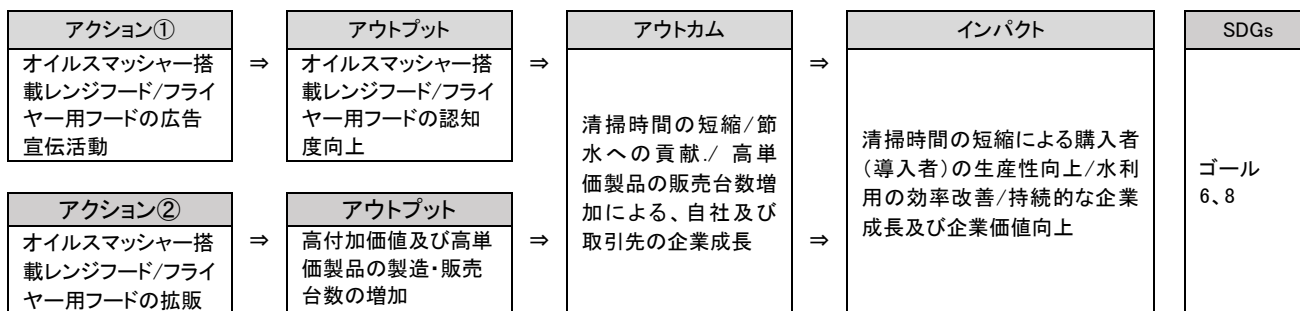 アクション①
オイルスマッシャー搭
載レンジフード/フライ
ヤー用フードの広告
宣伝活動
⇒
アウトプット
オイルスマッシャー搭
載レンジフード/フライ
ヤー用フードの認知
度向上
⇒
アクション②
オイルスマッシャー搭
載レンジフード/フライ
ヤー用フードの拡販
⇒
アウトプット
高付加価値及び高単
価製品の製造・販売
台数の増加
⇒
アウトカム
清掃時間の短縮/節
水への貢献./ 高単
価製品の販売台数増
加による、自社及び
取引先の企業成長
⇒
⇒
インパクト
清掃時間の短縮による購入者
(導入者)の生産性向上/水利
用の効率改善/持続的な企業
成長及び企業価値向上
SDGs
ゴール
6、8